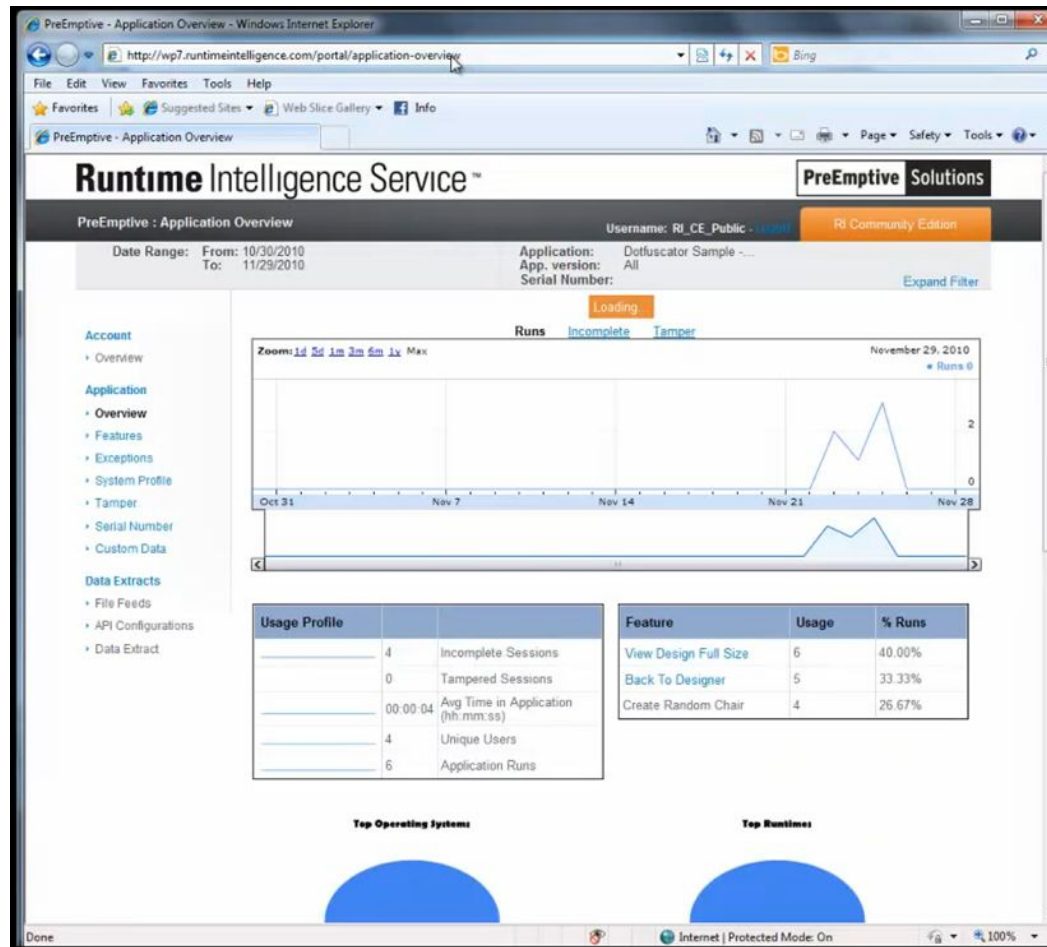 PreEmptive - Application Overview - Windows Internet Explorer
http://wp7.runtimeintelligence.com/portal/application-overview
Bing
File Edit View Favorites Tools Help
Favorites Suggested Sites Web Slice Gallery Info
PreEmptive - Application Overview
Page Safety Tools
Runtime Intelligence Service ™
PreEmptive Solutions
PreEmptive : Application Overview
Username: RI_CE_Public -
RI Community Edition
Date Range: From: 10/30/2010
To: 11/29/2010
Application: Dotfuscator Sample -...
App. version: All
Serial Number:
Expand Filter
Loading...
Runs Incomplete Tamper
Account
Overview
Application
Overview
Features
Exceptions
System Profile
Tamper
Serial Number
Custom Data
Data Extracts
File Feeds
API Configurations
Data Extract
Zoom: 1d 5d 1m 3m 6m 1y Max
November 29, 2010
Runs 0
2
0
Oct 31 Nov 7 Nov 14 Nov 21 Nov 28
Usage Profile
4 Incomplete Sessions
0 Tampered Sessions
00:00:04 Avg Time in Application (hh:mm:ss)
4 Unique Users
6 Application Runs
Feature Usage % Runs
View Design Full Size 6 40.00%
Back To Designer 5 33.33%
Create Random Chair 4 26.67%
Top Operating Systems
Top Runtimes
Done
Internet | Protected Mode: On
100%